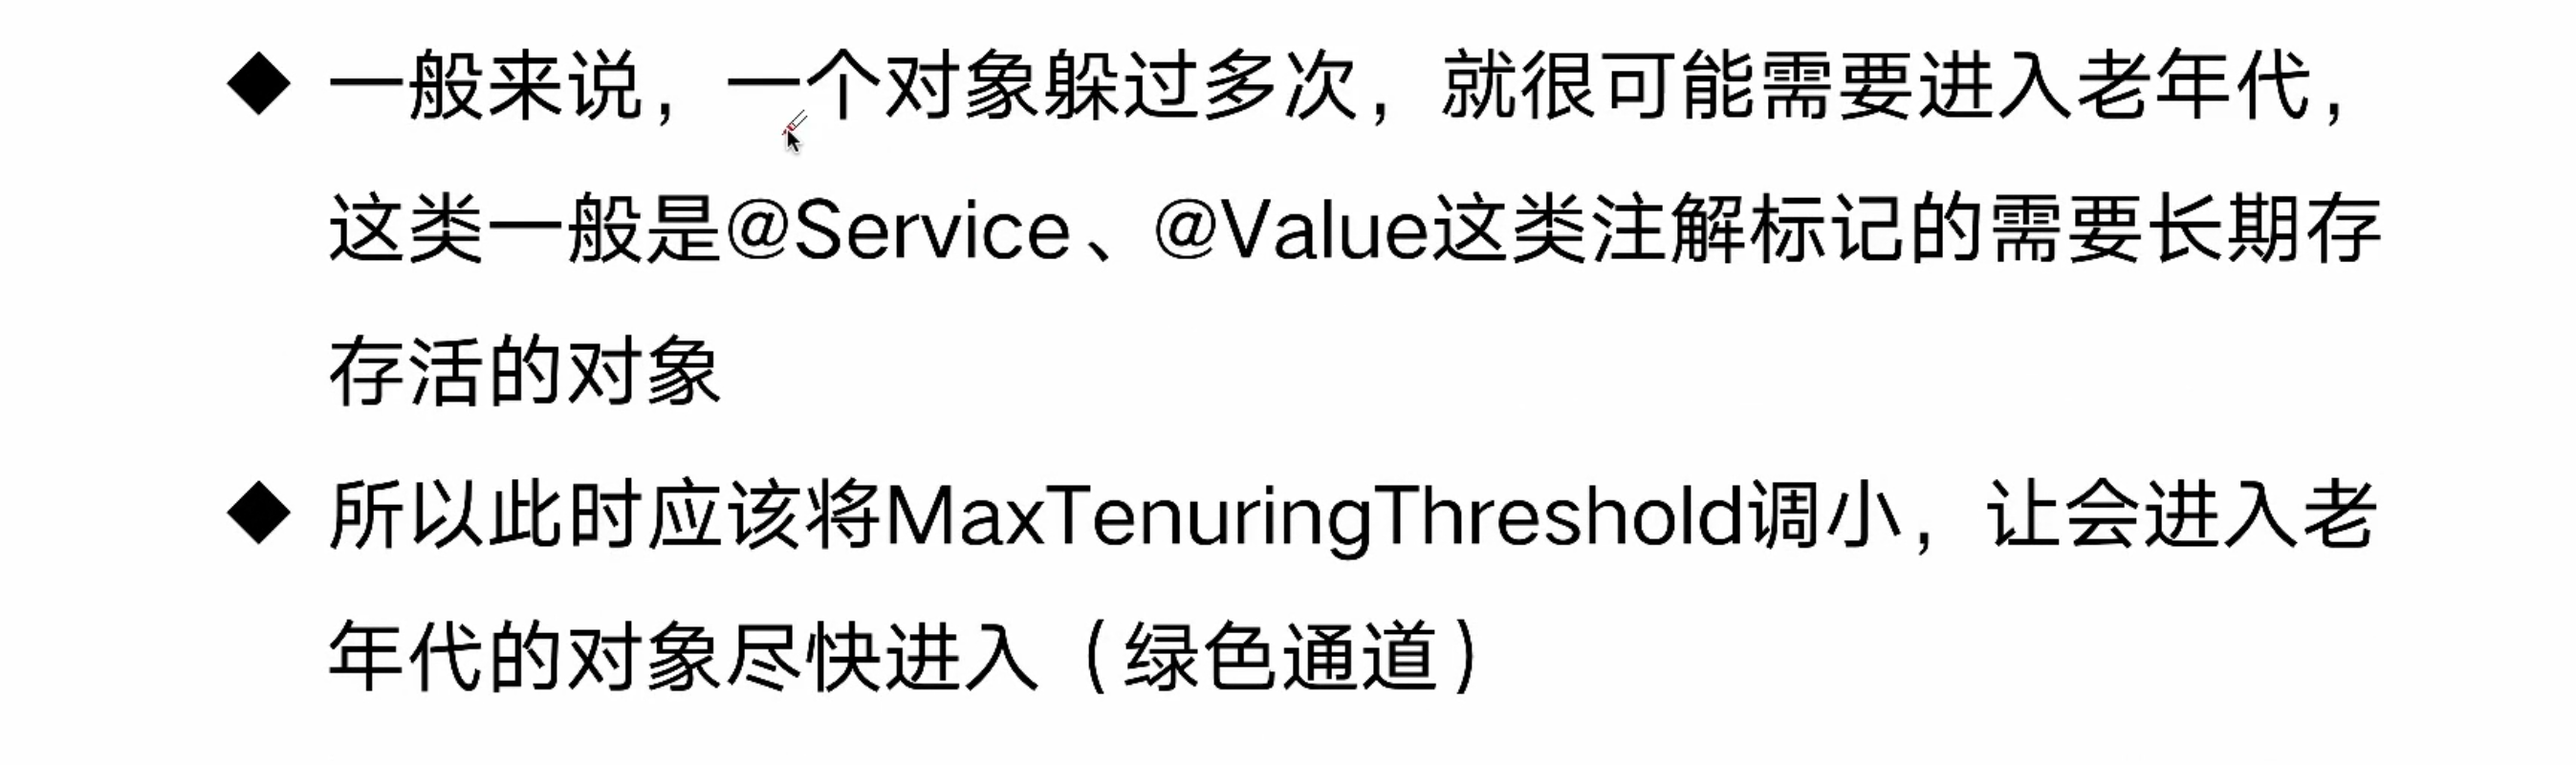 ◆ 一般来说，一个对象躲过多次，就很可能需要进入老年代，
这类一般是@Service、@Value这类注解标记的需要长期存
存活的对象
◆ 所以此时应该将MaxTenuringThreshold调小，让会进入老
年代的对象尽快进入（绿色通道）